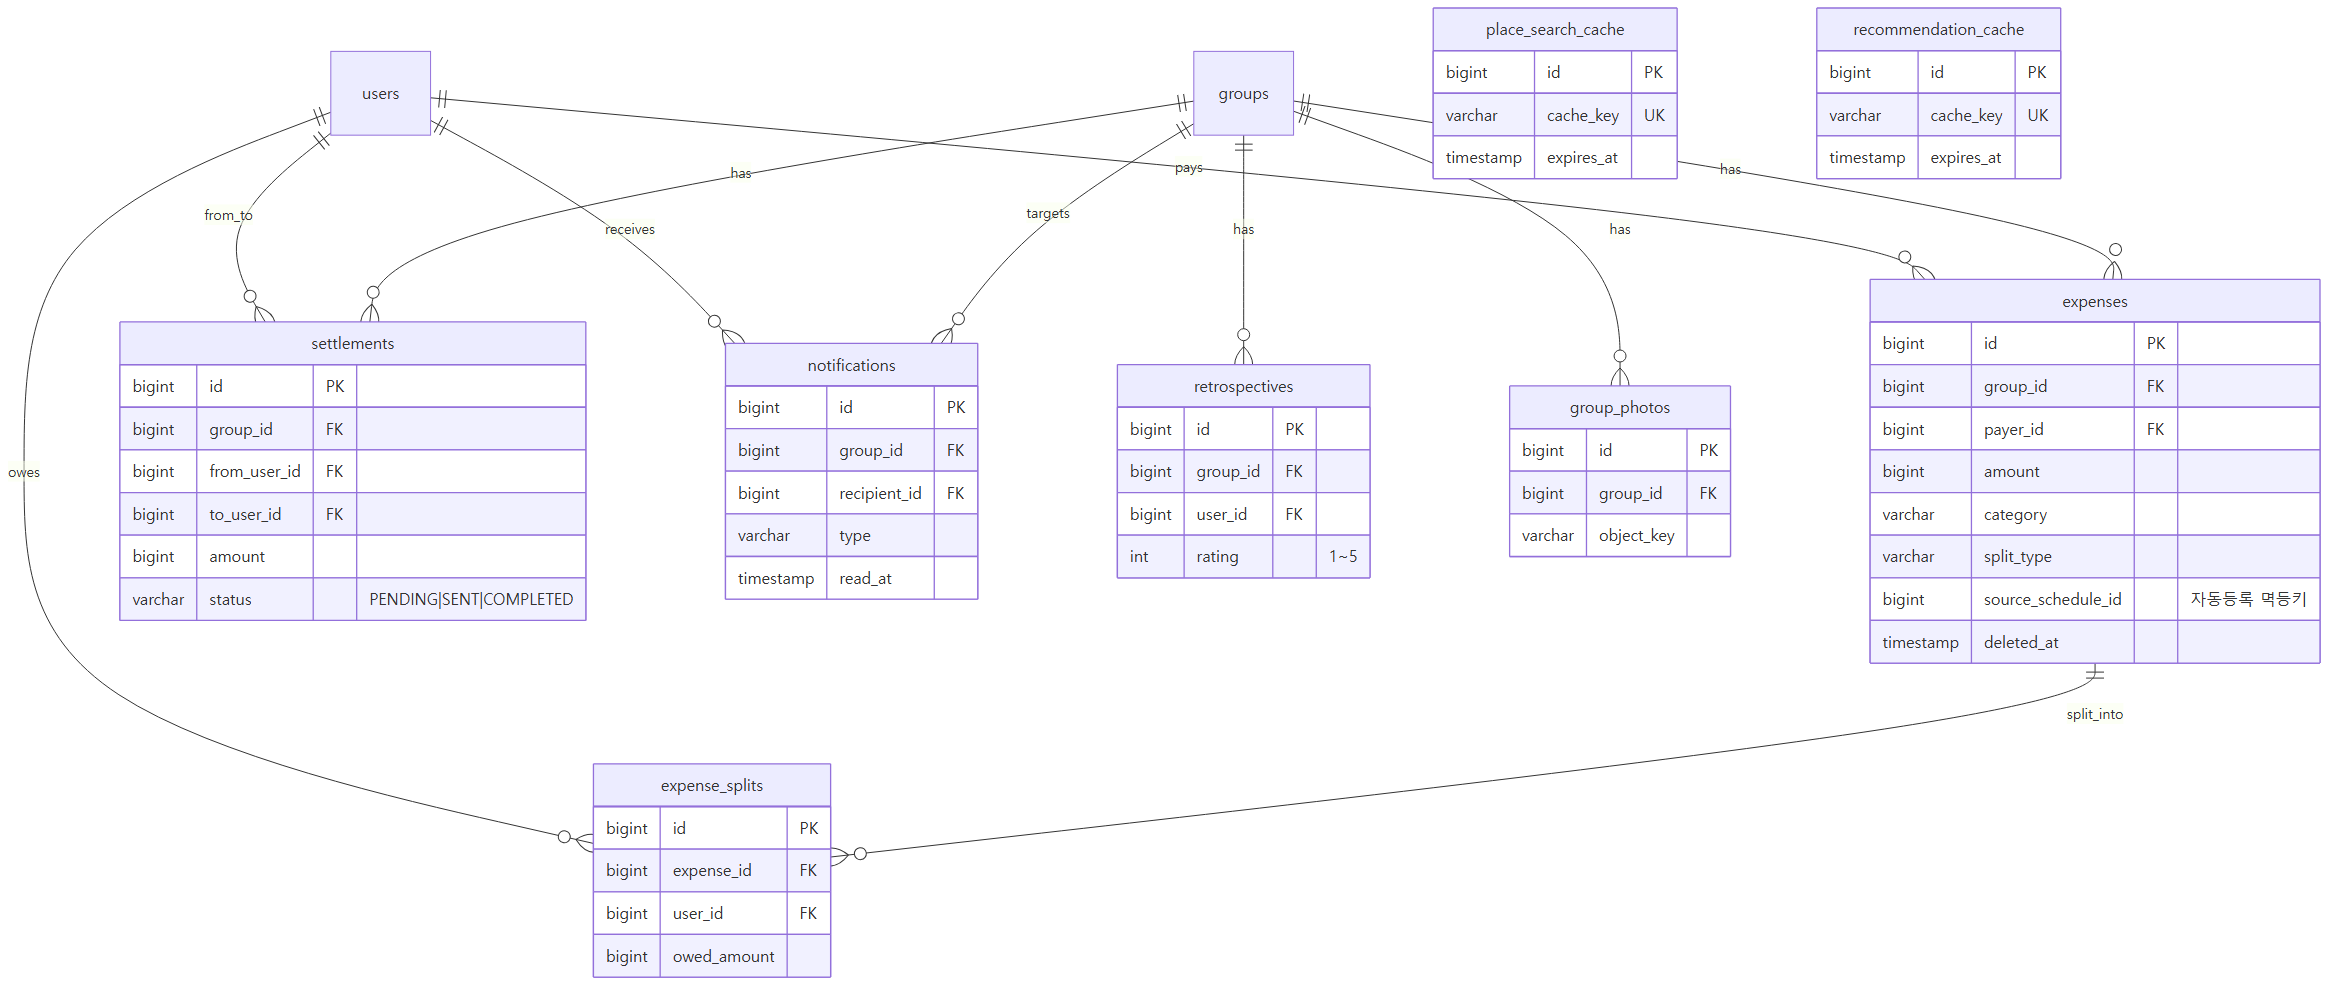 place_search_cache
bigint id PK
varchar cache_key UK
timestamp expires_at
recommendation_cache
bigint id PK
varchar cache_key UK
timestamp expires_at
users
groups
has
pays
has
from_to
receives
targets
has
has
owes
split_into
settlements
bigint id PK
bigint group_id FK
bigint from_user_id FK
bigint to_user_id FK
bigint amount
varchar status PENDING|SENT|COMPLETED
notifications
bigint id PK
bigint group_id FK
bigint recipient_id FK
varchar type
timestamp read_at
retrospectives
bigint id PK
bigint group_id FK
bigint user_id FK
int rating 1~5
group_photos
bigint id PK
bigint group_id FK
varchar object_key
expenses
bigint id PK
bigint group_id FK
bigint payer_id FK
bigint amount
varchar category
varchar split_type
bigint source_schedule_id 자동등록 멱등키
timestamp deleted_at
expense_splits
bigint id PK
bigint expense_id FK
bigint user_id FK
bigint owed_amount